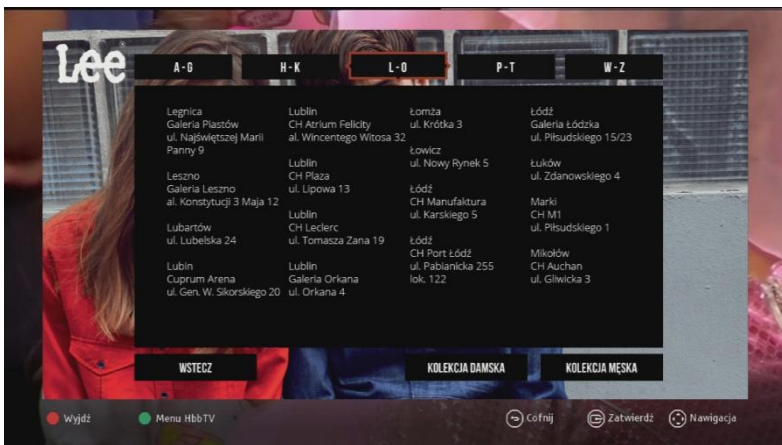 Lee
A-G
H-K
L-O
P-T
W-Z
Legnica
Galeria Piastów
ul. Najświętszej Marii
Panny 9
Leszno
Galeria Leszno
al. Konstytucji 3 Maja 12
Lubartów
ul. Lubelska 24
Lubin
Cuprum Arena
ul. Gen. W. Sikorskiego 20
Lublin
CH Atrium Felicity
al. Wincentego Witosa 32
Lublin
CH Plaza
ul. Lipowa 13
Lublin
CH Leclerc
ul. Tomasza Zana 19
Lublin
Galeria Orkana
ul. Orkana 4
Łomża
ul. Krótka 3
Łowicz
ul. Nowy Rynek 5
Łódź
CH Manufaktura
ul. Karskiego 5
Łódź
CH Port Łódź
ul. Pabianicka 255
lok. 122
Łódź
Galeria Łódzka
ul. Piłsudskiego 15/23
Łuków
ul. Zdanowskiego 4
Marki
CH M1
ul. Piłsudskiego 1
Mikołów
CH Auchan
ul. Gliwicka 3
WSTECZ
KOLEKCJA DAMSKA
KOLEKCJA MĘSKA
Wyjdź
Menu HbbTV
Cofnij
Zatwierdź
Nawigacja